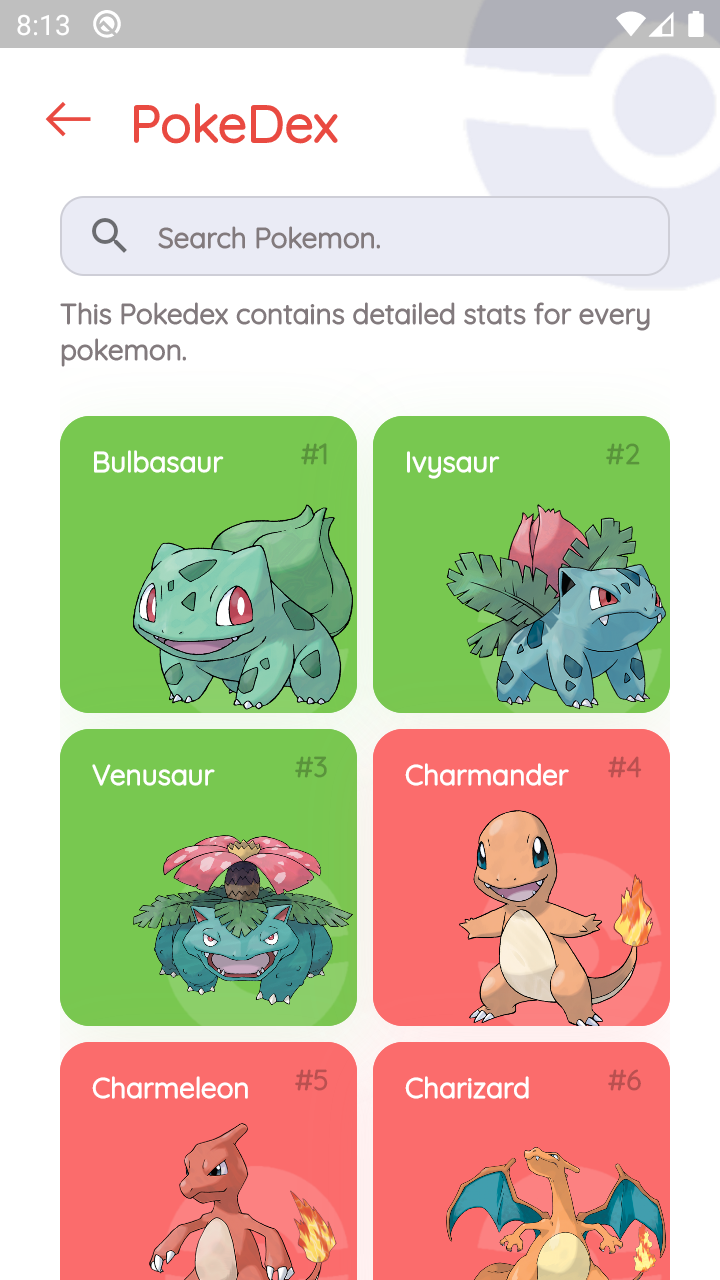 8:13
PokeDex
Search Pokemon.
This Pokedex contains detailed stats for every
pokemon.
Bulbasaur #1
Ivysaur #2
Venusaur #3
Charmander #4
Charmeleon #5
Charizard #6